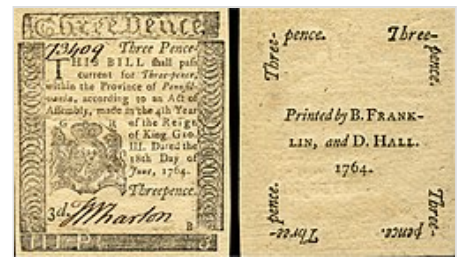 Three Pence
73409 Three Pence
THIS BILL shall pass
current for Three-pence,
within the Province of Pennsil-
vania, according to an Act of
Assembly, made in the 4th Year
of the Reign
of King GEO.
III. Dated the
18th Day of
June, 1764.
Threepence.
3d. Wharton
B
Three-
pence.
Three-
pence.
Printed by B. FRANK-
LIN, and D. HALL.
1764.
Three-
pence.
Three-
pence.